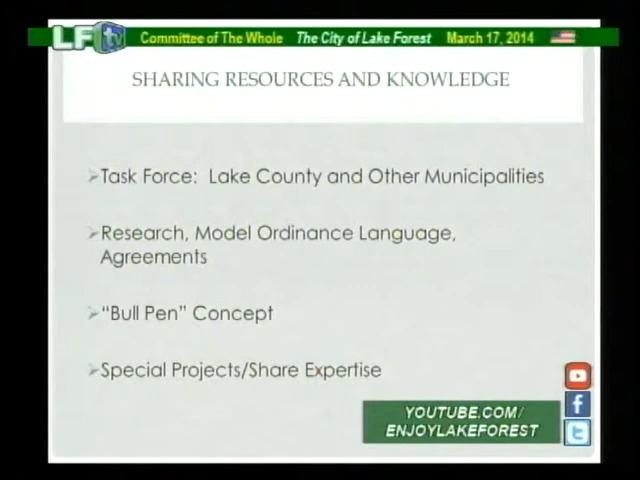 LF tv Committee of The Whole The City of Lake Forest March 17, 2014
SHARING RESOURCES AND KNOWLEDGE
Task Force: Lake County and Other Municipalities
Research, Model Ordinance Language,
Agreements
"Bull Pen" Concept
Special Projects/Share Expertise
YOUTUBE.COM/
ENJOYLAKEFOREST